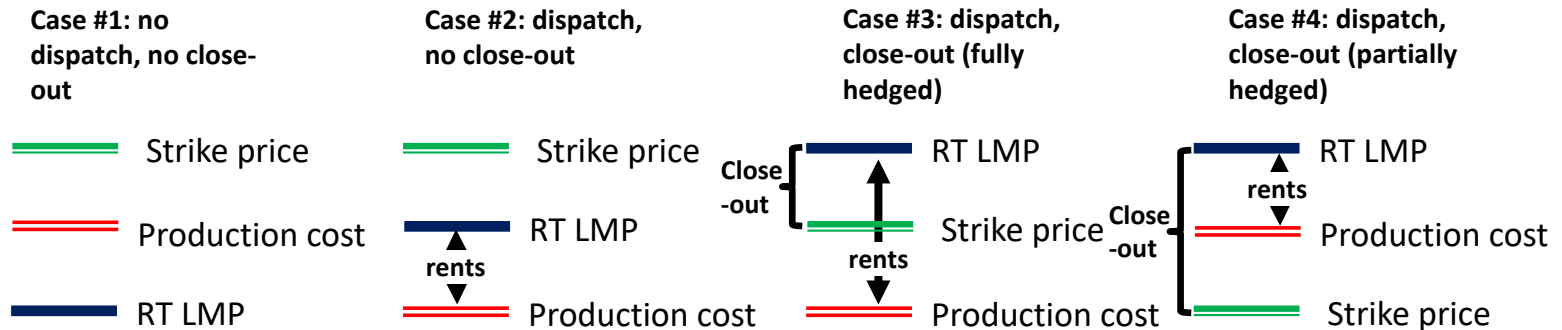 Case #1: no
dispatch, no close-
out
Strike price
Production cost
RT LMP
Case #2: dispatch,
no close-out
Strike price
RT LMP
rents
Production cost
Case #3: dispatch,
close-out (fully
hedged)
RT LMP
Close
-out
Strike price
rents
Production cost
Case #4: dispatch,
close-out (partially
hedged)
RT LMP
rents
Close
-out
Production cost
Strike price